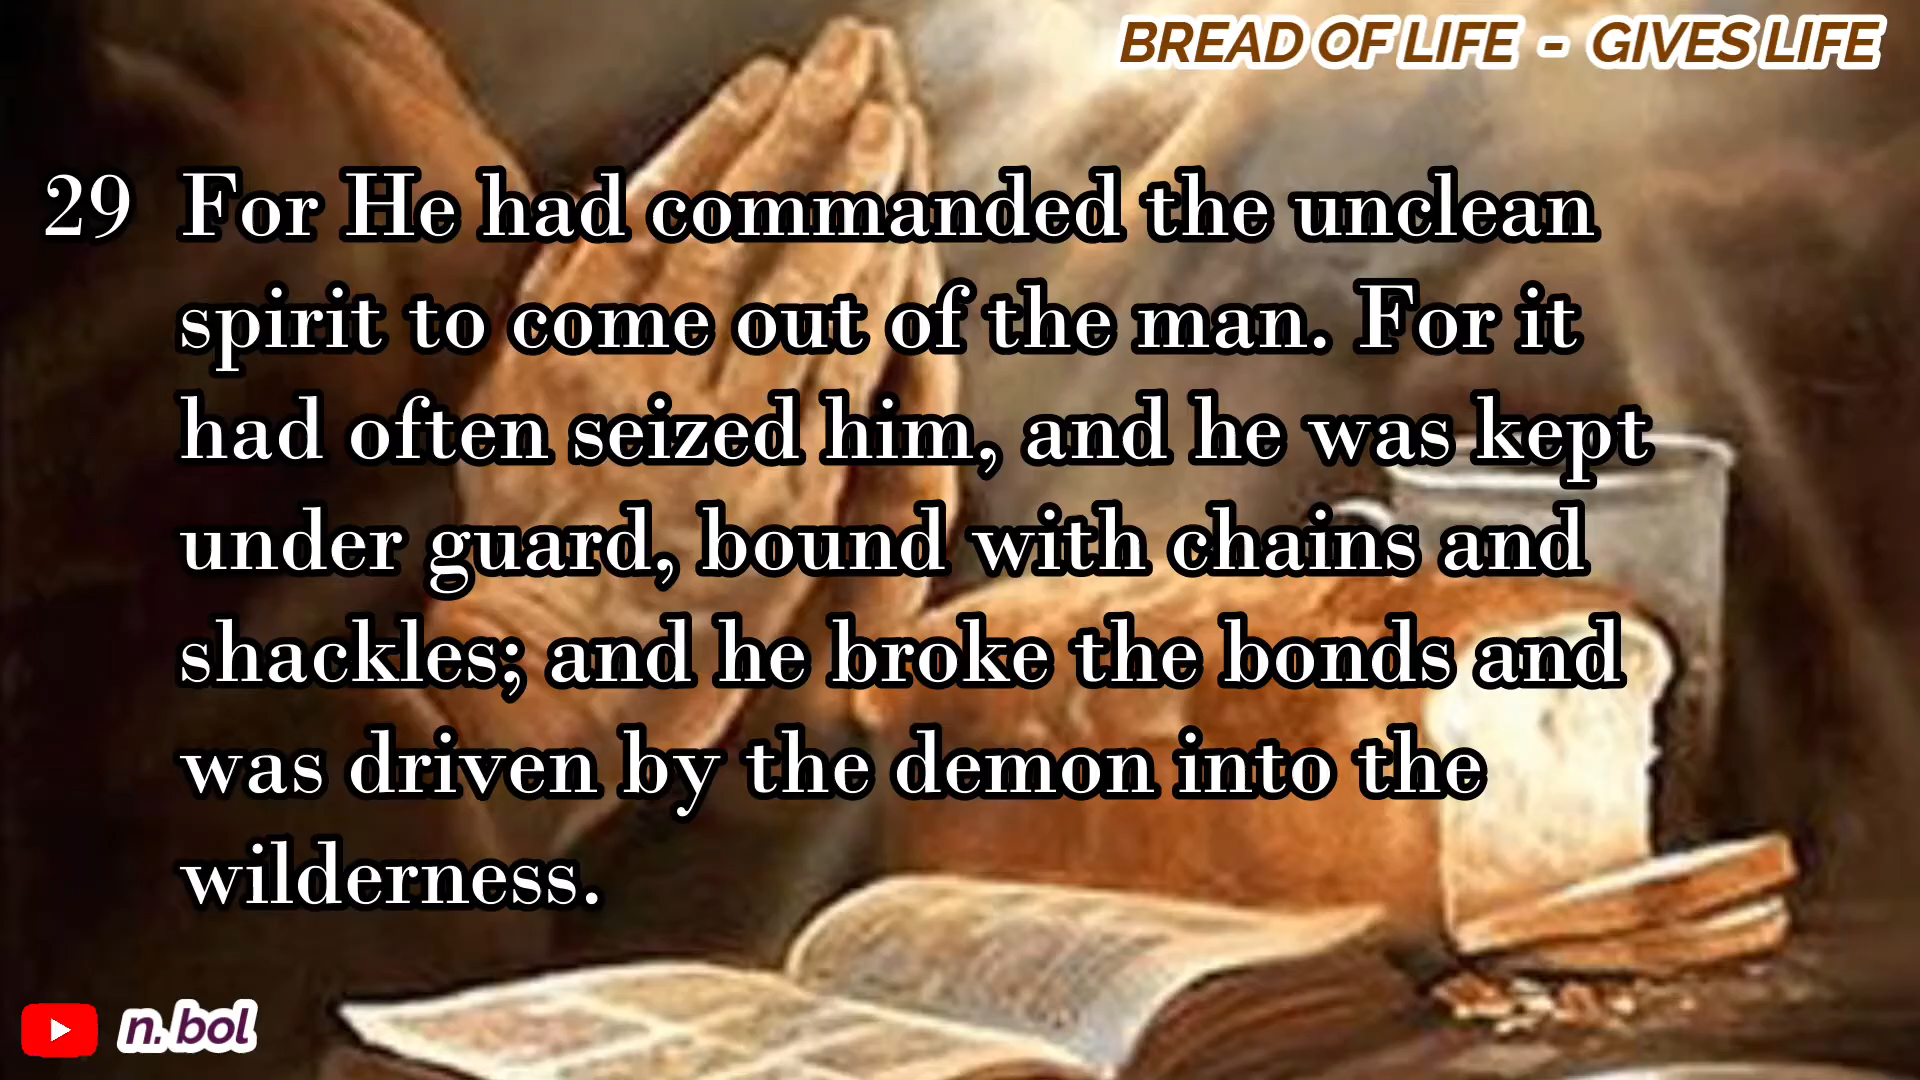 BREAD OF LIFE - GIVES LIFE
29 For He had commanded the unclean
spirit to come out of the man. For it
had often seized him, and he was kept
under guard, bound with chains and
shackles; and he broke the bonds and
was driven by the demon into the
wilderness.
n. bol